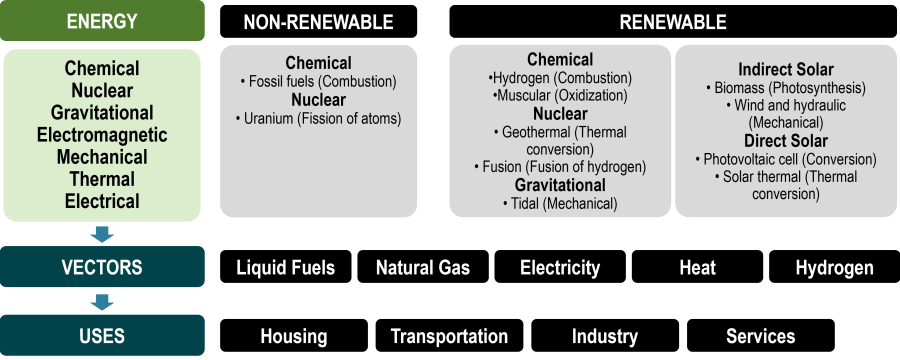 ENERGY
Chemical
Nuclear
Gravitational
Electromagnetic
Mechanical
Thermal
Electrical
NON-RENEWABLE
Chemical
• Fossil fuels (Combustion)
Nuclear
• Uranium (Fission of atoms)
RENEWABLE
Chemical
•Hydrogen (Combustion)
•Muscular (Oxidization)
Nuclear
• Geothermal (Thermal
conversion)
• Fusion (Fusion of hydrogen)
Gravitational
• Tidal (Mechanical)
Indirect Solar
• Biomass (Photosynthesis)
• Wind and hydraulic
(Mechanical)
Direct Solar
• Photovoltaic cell (Conversion)
• Solar thermal (Thermal
conversion)
VECTORS
Liquid Fuels
Natural Gas
Electricity
Heat
Hydrogen
USES
Housing
Transportation
Industry
Services